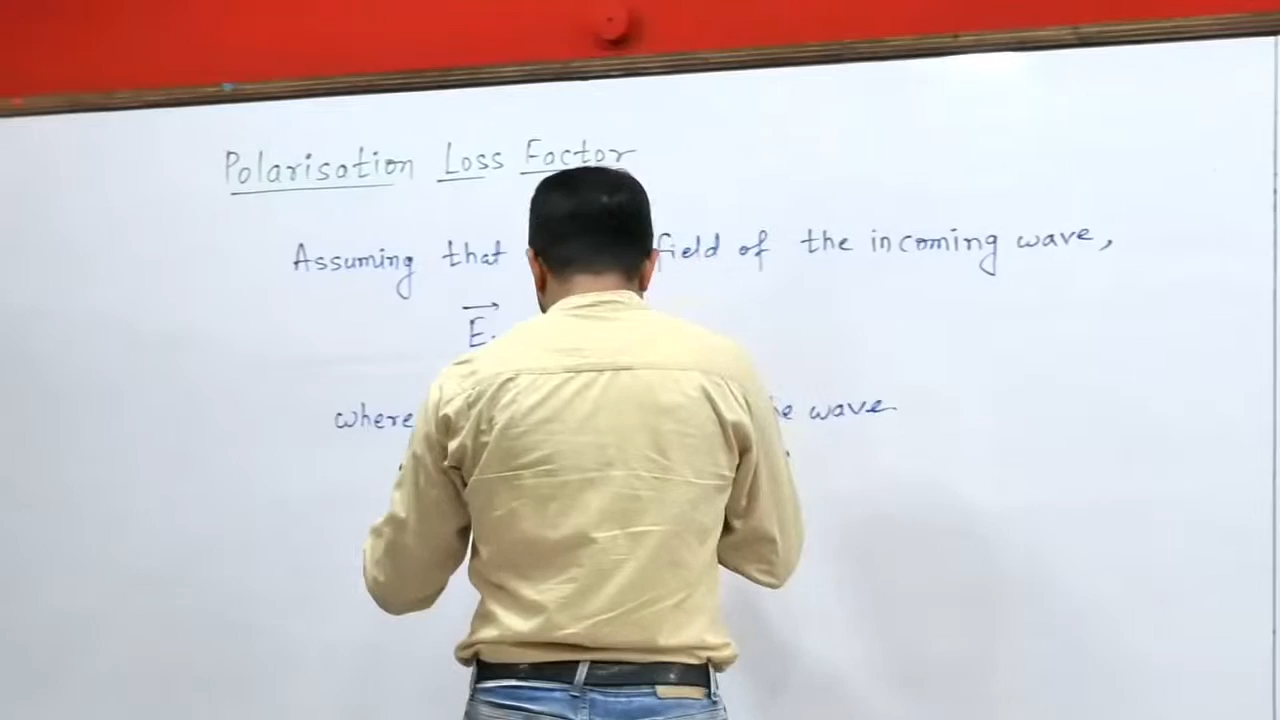 Polarisation Loss Factor
Assuming that field of the incoming wave,
E
where wave